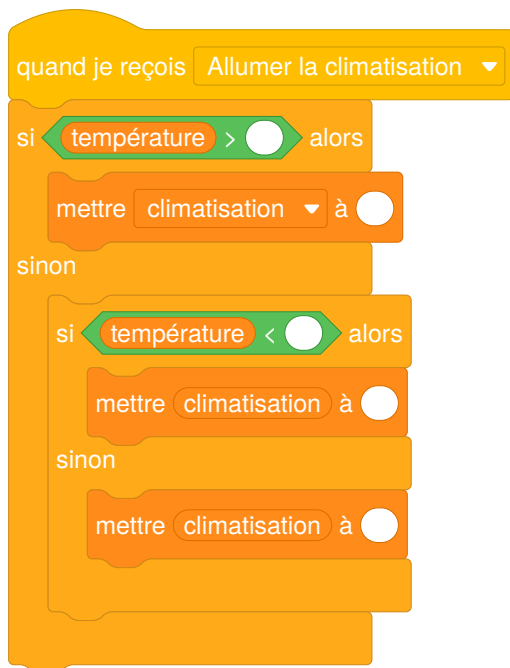 quand je reçois Allumer la climatisation
si température > alors
mettre climatisation à
sinon
si température < alors
mettre climatisation à
sinon
mettre climatisation à